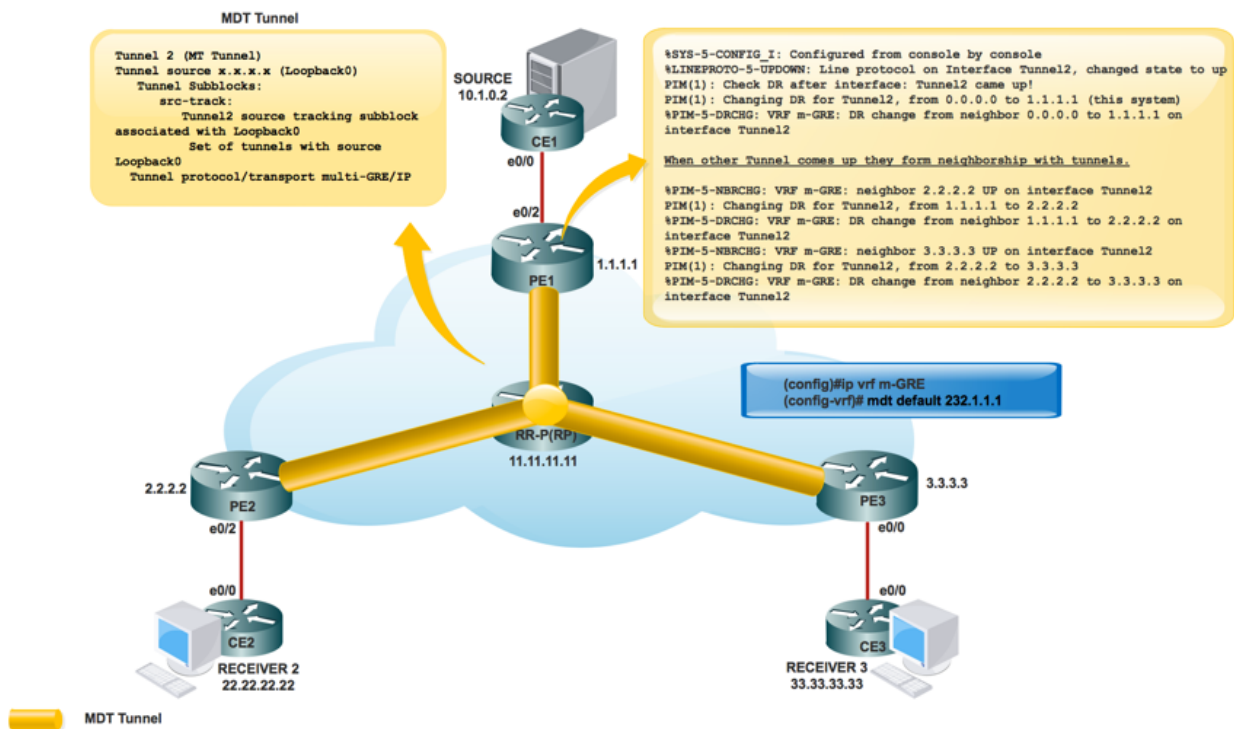 MDT Tunnel
Tunnel 2 (MT Tunnel)
Tunnel source x.x.x.x (Loopback0)
Tunnel Subblocks:
src-track:
Tunnel2 source tracking subblock
associated with Loopback0
Set of tunnels with source
Loopback0
Tunnel protocol/transport multi-GRE/IP
SOURCE
10.1.0.2
CE1
e0/0
%SYS-5-CONFIG_I: Configured from console by console
%LINEPROTO-5-UPDOWN: Line protocol on Interface Tunnel2, changed state to up
PIM(1): Check DR after interface: Tunnel2 came up!
PIM(1): Changing DR for Tunnel2, from 0.0.0.0 to 1.1.1.1 (this system)
%PIM-5-DRCHG: VRF m-GRE: DR change from neighbor 0.0.0.0 to 1.1.1.1 on
interface Tunnel2
When other Tunnel comes up they form neighborship with tunnels.
%PIM-5-NBRCHG: VRF m-GRE: neighbor 2.2.2.2 UP on interface Tunnel2
PIM(1): Changing DR for Tunnel2, from 1.1.1.1 to 2.2.2.2
%PIM-5-DRCHG: VRF m-GRE: DR change from neighbor 1.1.1.1 to 2.2.2.2 on
interface Tunnel2
%PIM-5-NBRCHG: VRF m-GRE: neighbor 3.3.3.3 UP on interface Tunnel2
PIM(1): Changing DR for Tunnel2, from 2.2.2.2 to 3.3.3.3
%PIM-5-DRCHG: VRF m-GRE: DR change from neighbor 2.2.2.2 to 3.3.3.3 on
interface Tunnel2
e0/2
1.1.1.1
PE1
(config)#ip vrf m-GRE
(config-vrf)# mdt default 232.1.1.1
RR-P(RP)
11.11.11.11
2.2.2.2
PE2
e0/2
3.3.3.3
PE3
e0/0
e0/0
CE2
RECEIVER 2
22.22.22.22
e0/0
CE3
RECEIVER 3
33.33.33.33
MDT Tunnel